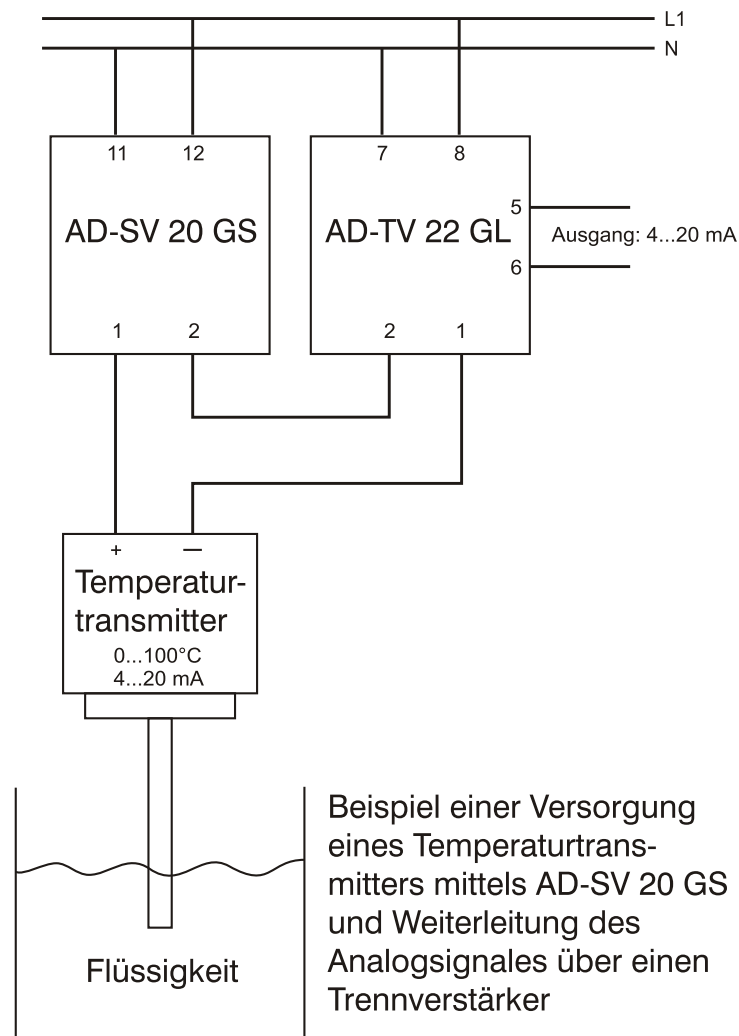 L1
N
11 12
7 8
AD-SV 20 GS
AD-TV 22 GL
5
Ausgang: 4...20 mA
6
1 2
2 1
+ —
Temperatur-
transmitter
0...100°C
4...20 mA
Flüssigkeit
Beispiel einer Versorgung
eines Temperaturtrans-
mitters mittels AD-SV 20 GS
und Weiterleitung des
Analogsignales über einen
Trennverstärker